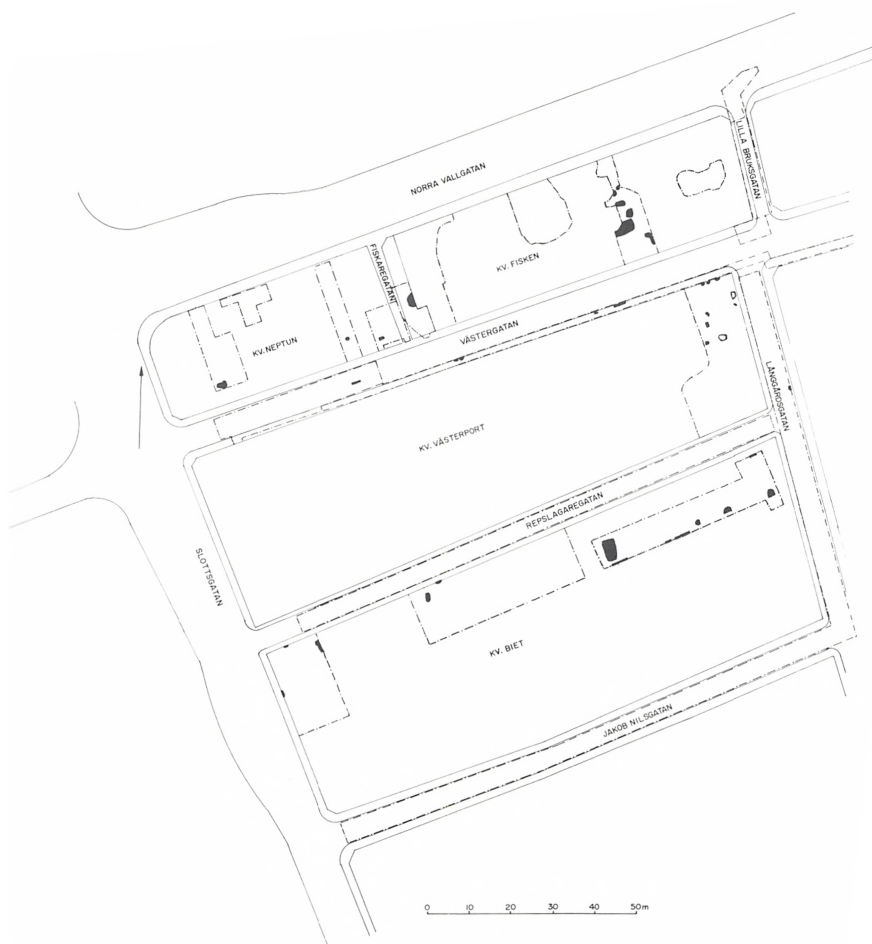 NORRA VALLGATAN
LILLA BRUKSGATAN
FISKAREGATAN
KV. FISKEN
KV. NEPTUN
VÄSTERGATAN
LÅNGGÅRDSGATAN
KV. VÄSTERPORT
REPSLAGAREGATAN
SLOTTSGATAN
KV. BIET
JAKOB NILSGATAN
0 10 20 30 40 50m